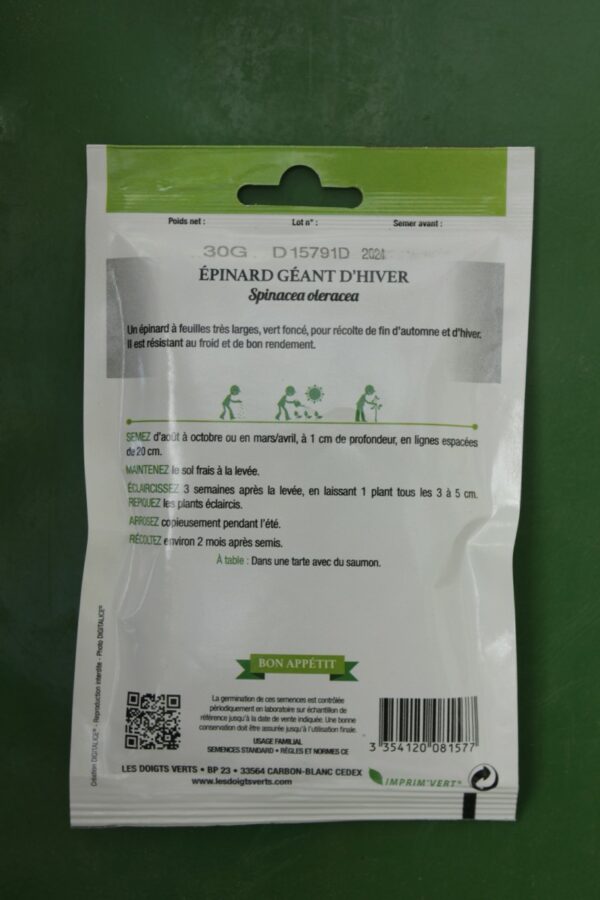 Poids net : Lot n° : Semer avant :
30G D15791D 2024
ÉPINARD GÉANT D'HIVER
Spinacea oleracea
Un épinard à feuilles très larges, vert foncé, pour récolte de fin d'automne et d'hiver.
Il est résistant au froid et de bon rendement.
SEMEZ d'août à octobre ou en mars/avril, à 1 cm de profondeur, en lignes espacées
de 20 cm.
MAINTENEZ le sol frais à la levée.
ÉCLAIRCISSEZ 3 semaines après la levée, en laissant 1 plant tous les 3 à 5 cm.
REPIQUEZ les plants éclaircis.
ARROSEZ copieusement pendant l'été.
RÉCOLTEZ environ 2 mois après semis.
À table : Dans une tarte avec du saumon.
BON APPÉTIT
La germination de ces semences est contrôlée
périodiquement en laboratoire sur échantillon de
référence jusqu'à la date de vente indiquée. Une bonne
conservation doit être assurée jusqu'à l'utilisation finale.
USAGE FAMILIAL
SEMENCES STANDARD • RÈGLES ET NORMES CE
3 354120 081577
LES DOIGTS VERTS • BP 23 • 33564 CARBON-BLANC CEDEX
www.lesdoigtsverts.com
IMPRIM'VERT®
Création DIGITALICE® - Reproduction interdite - Photo DIGITALICE®